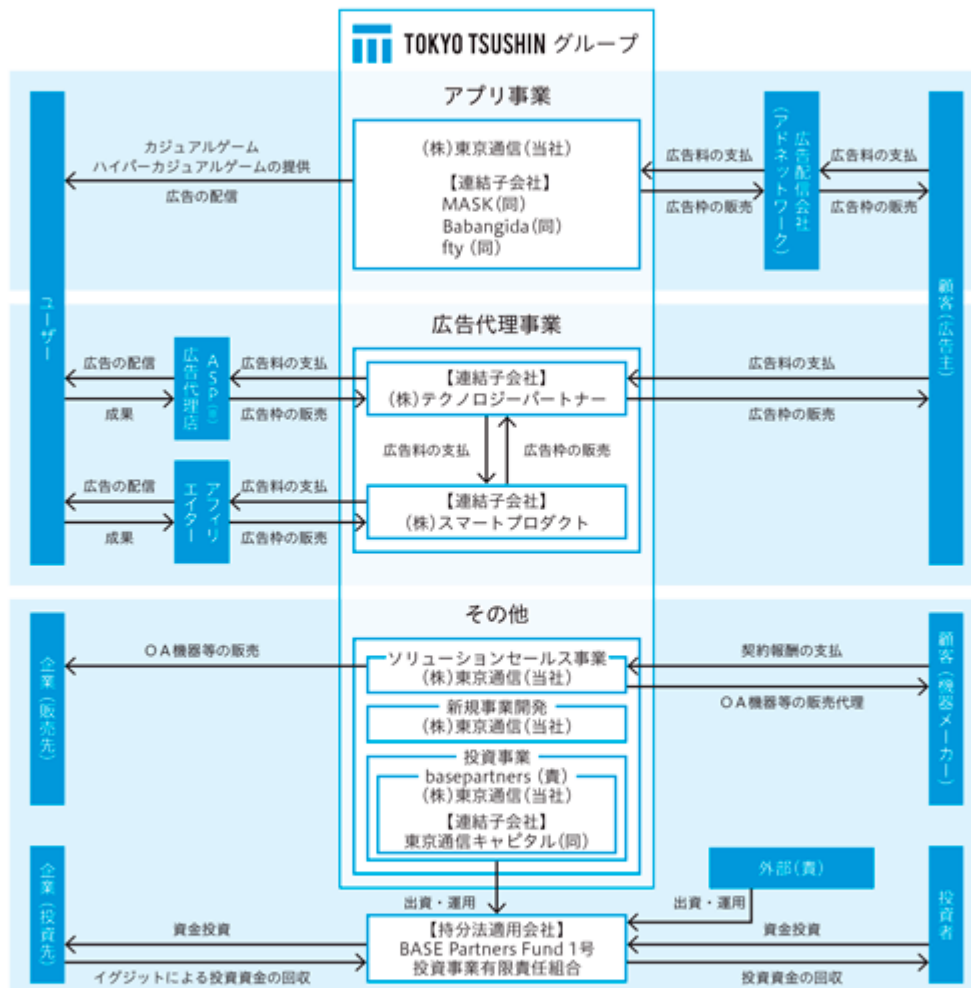 TOKYO TSUSHIN グループ
アプリ事業
(株)東京通信(当社)
【連結子会社】
MASK(同)
Babangida(同)
fty (同)
カジュアルゲーム
ハイパーカジュアルゲームの提供
広告の配信
広告料の支払
広告枠の販売
広告配信会社
(アドネットワーク)
広告料の支払
広告枠の販売
ユーザー
顧客(広告主)
広告代理事業
広告の配信
成果
ASP
広告代理店
広告料の支払
広告枠の販売
【連結子会社】
(株)テクノロジーパートナー
広告料の支払
広告枠の販売
広告料の支払
広告枠の販売
広告の配信
成果
アフィリ
エイター
広告料の支払
広告枠の販売
【連結子会社】
(株)スマートプロダクト
その他
企業(販売先)
OA機器等の販売
ソリューションセールス事業
(株)東京通信(当社)
契約報酬の支払
OA機器等の販売代理
顧客(機器メーカー)
新規事業開発
(株)東京通信(当社)
投資事業
basepartners (責)
(株)東京通信(当社)
【連結子会社】
東京通信キャピタル(同)
外部(責)
出資・運用
出資・運用
企業(投資先)
資金投資
イグジットによる投資資金の回収
【持分法適用会社】
BASE Partners Fund 1号
投資事業有限責任組合
資金投資
投資資金の回収
投資者